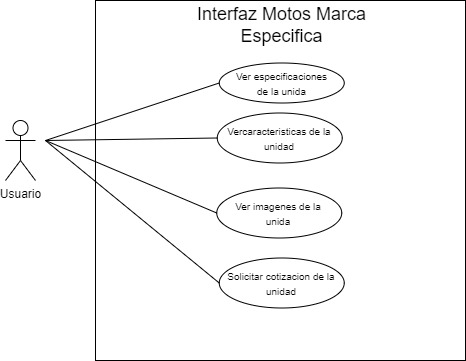 Interfaz Motos Marca
Especifica
Ver especificaciones
de la unida
Vercaracteristicas de la
unidad
Usuario
Ver imagenes de la
unida
Solicitar cotizacion de la
unidad